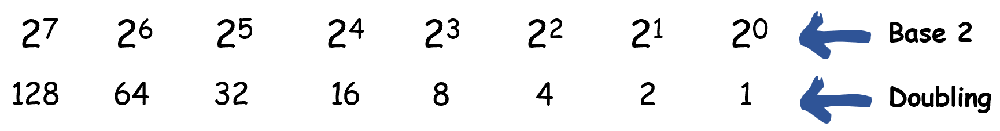 2⁷ 2⁶ 2⁵ 2⁴ 2³ 2² 2¹ 2⁰ Base 2
128 64 32 16 8 4 2 1 Doubling